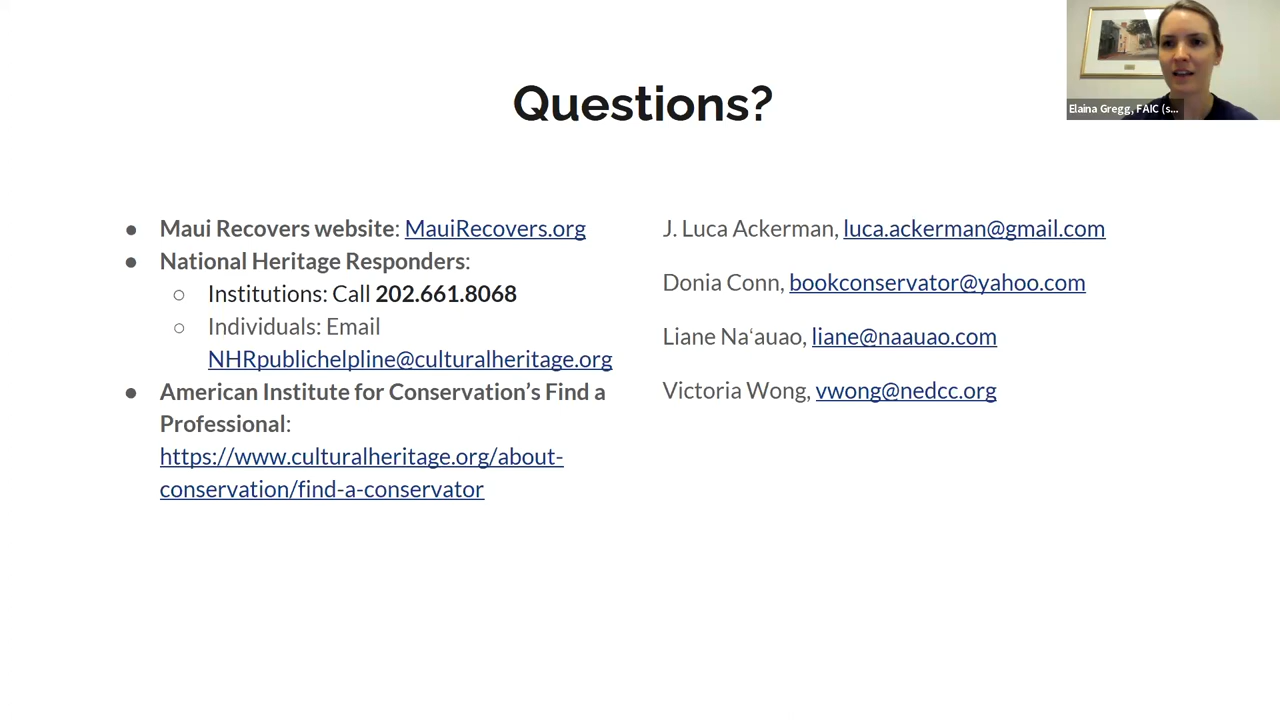 Questions?
Elaina Gregg, FAIC (s...
● Maui Recovers website: MauiRecovers.org
● National Heritage Responders:
○ Institutions: Call 202.661.8068
○ Individuals: Email
NHRpublichelpline@culturalheritage.org
● American Institute for Conservation’s Find a
Professional:
https://www.culturalheritage.org/about-
conservation/find-a-conservator
J. Luca Ackerman, luca.ackerman@gmail.com
Donia Conn, bookconservator@yahoo.com
Liane Naʻauao, liane@naauao.com
Victoria Wong, vwong@nedcc.org